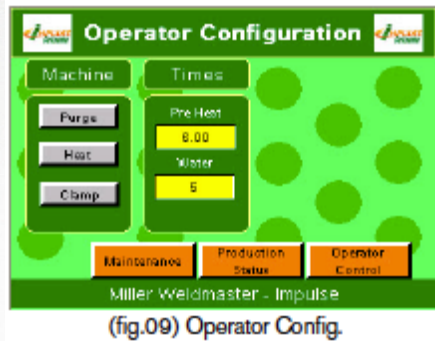 Operator Configuration
Machine
Times
Purge
Heat
Clamp
Pre Heat
6.00
Water
5
Maintenance
Production
Status
Operator
Control
Miller Weldmaster - Impulse
(fig.09) Operator Config.